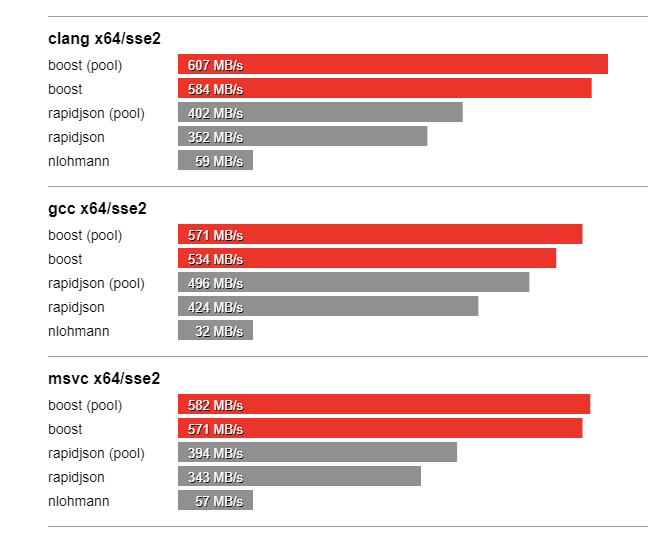 clang x64/sse2
boost (pool) 607 MB/s
boost 584 MB/s
rapidjson (pool) 402 MB/s
rapidjson 352 MB/s
nlohmann 59 MB/s
gcc x64/sse2
boost (pool) 571 MB/s
boost 534 MB/s
rapidjson (pool) 496 MB/s
rapidjson 424 MB/s
nlohmann 32 MB/s
msvc x64/sse2
boost (pool) 582 MB/s
boost 571 MB/s
rapidjson (pool) 394 MB/s
rapidjson 343 MB/s
nlohmann 57 MB/s